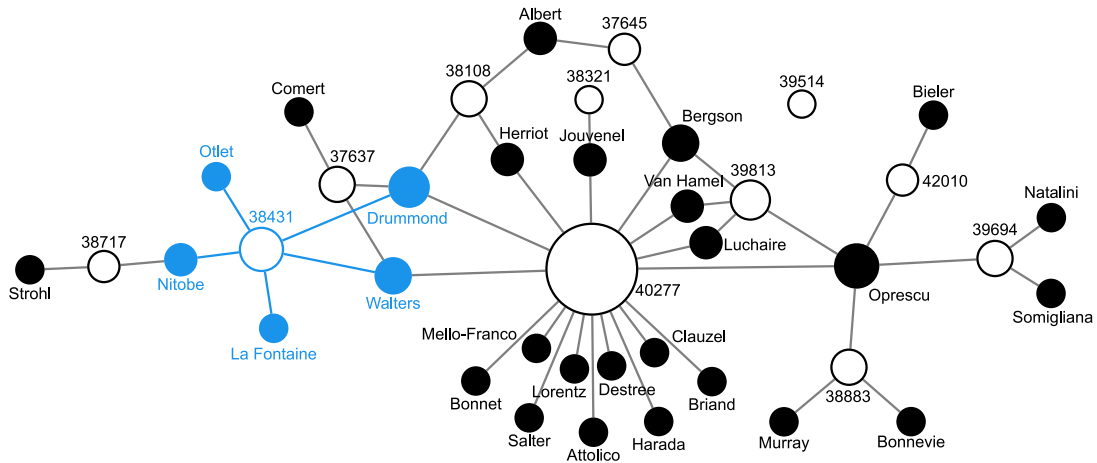 Albert
37645
38108
38321
39514
Comert
Bieler
Herriot
Jouvenel
Bergson
Otlet
37637
39813
Van Hamel
42010
Natalini
38431
Drummond
38717
Luchaire
39694
Strohl
Nitobe
Walters
40277
Oprescu
Somigliana
La Fontaine
Mello-Franco
Clauzel
Bonnet
Lorentz
Destree
Briand
38883
Salter
Attolico
Harada
Murray
Bonnevie